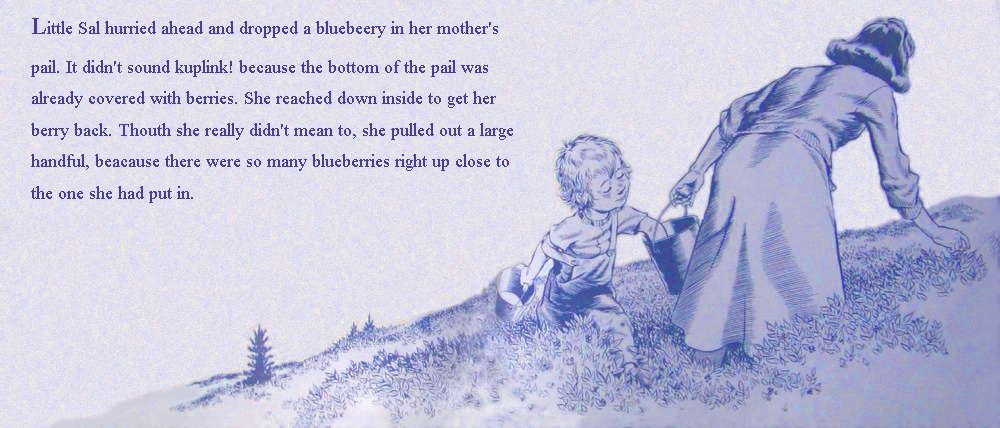 Little Sal hurried ahead and dropped a bluebeery in her mother's
pail. It didn't sound kuplink! because the bottom of the pail was
already covered with berries. She reached down inside to get her
berry back. Thouth she really didn't mean to, she pulled out a large
handful, beacause there were so many blueberries right up close to
the one she had put in.